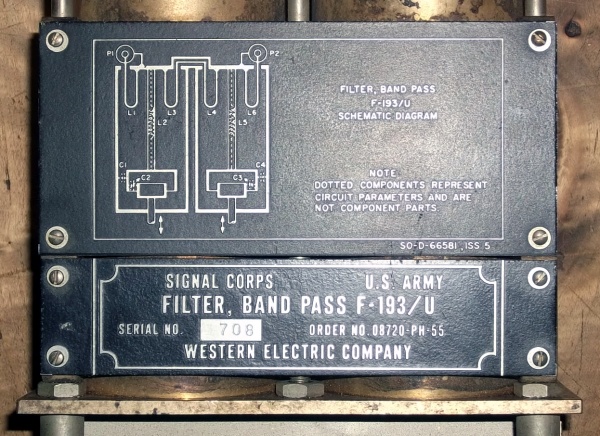 P1 P2
L1 L3 L4 L6
L2 L5
C1 C4
C2 C3
FILTER, BAND PASS
F-193/U
SCHEMATIC DIAGRAM
NOTE
DOTTED COMPONENTS REPRESENT
CIRCUIT PARAMETERS AND ARE
NOT COMPONENT PARTS.
SO-D-66581, ISS. 5
SIGNAL CORPS U.S. ARMY
FILTER, BAND PASS F-193/U
SERIAL NO. 708 ORDER NO. 08720-PH-55
WESTERN ELECTRIC COMPANY